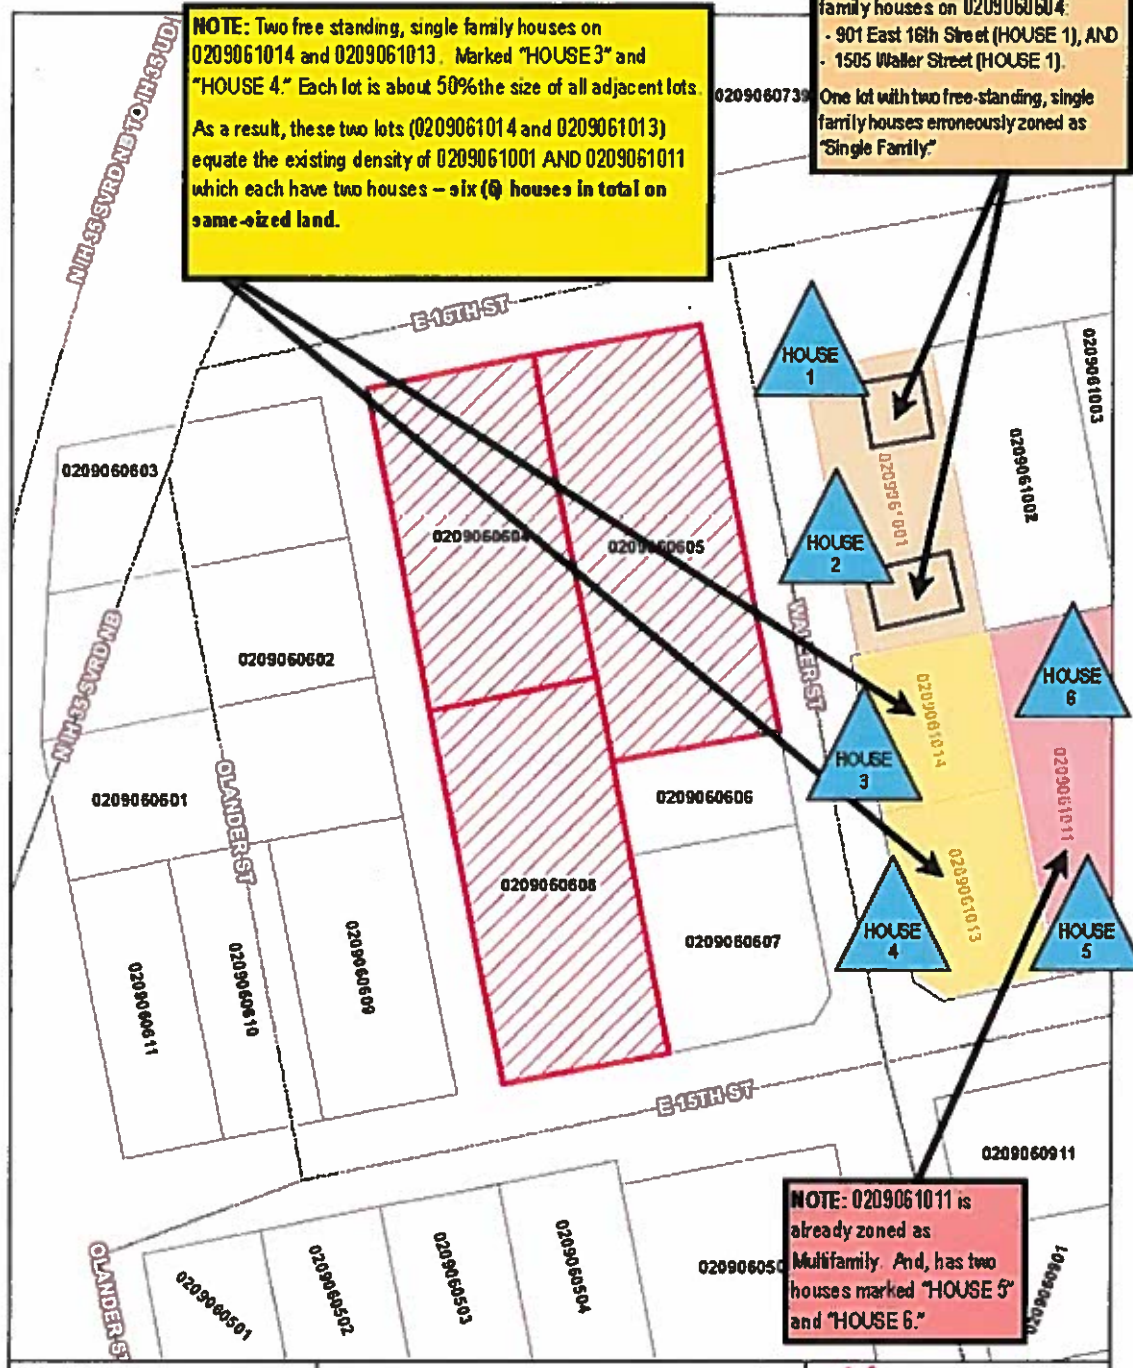 NOTE: Two free standing, single family houses on
0209061014 and 0209061013. Marked "HOUSE 3" and
"HOUSE 4." Each lot is about 50% the size of all adjacent lots.
As a result, these two lots (0209061014 and 0209061013)
equate the existing density of 0209061001 AND 0209061011
which each have two houses – six (6) houses in total on
same-sized land.
family houses on 0209060604:
- 901 East 16th Street (HOUSE 1), AND
- 1505 Waller Street (HOUSE 1).
One lot with two free-standing, single
family houses erroneously zoned as
"Single Family."
0209060739
N IH-35 SVRD NB TO IH-35 UD
E 16TH ST
HOUSE
1
0209061003
0209061002
0209061001
0209060603
0209060604
0209060605
HOUSE
2
WALLER ST
N IH-35 SVRD NB
0209060602
HOUSE
6
0209061014
HOUSE
3
0209061011
0209060601
OLANDER ST
0209060606
0209060608
0209061013
HOUSE
4
HOUSE
5
0209060607
0209060611
0209060610
0209060609
E 15TH ST
0209060911
NOTE: 0209061011 is
already zoned as
Multifamily. And, has two
houses marked "HOUSE 5"
and "HOUSE 6."
OLANDER ST
0209060501
0209060502
0209060503
0209060504
020906050
0209060901